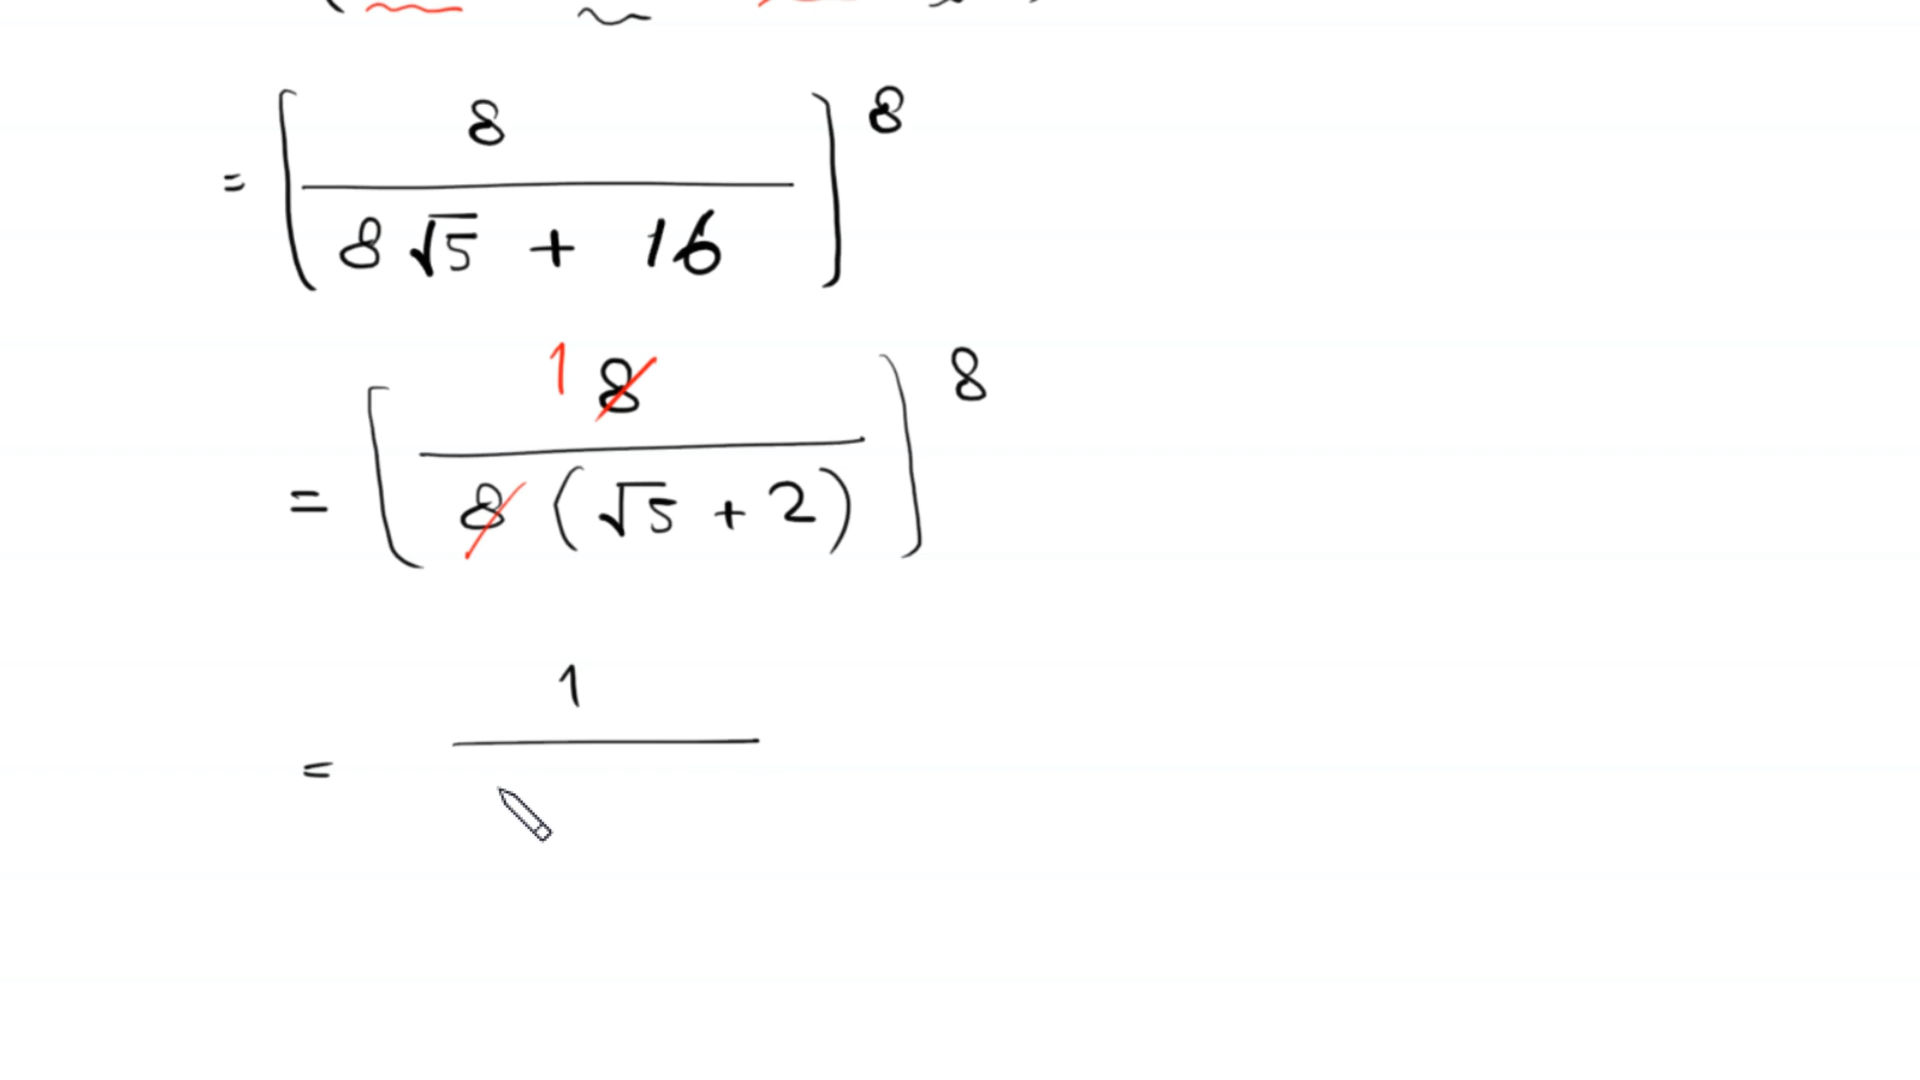 = [ 8 / (8√5 + 16) ]^8
= [ 1 8 / (8 (√5 + 2)) ]^8
= 1 /